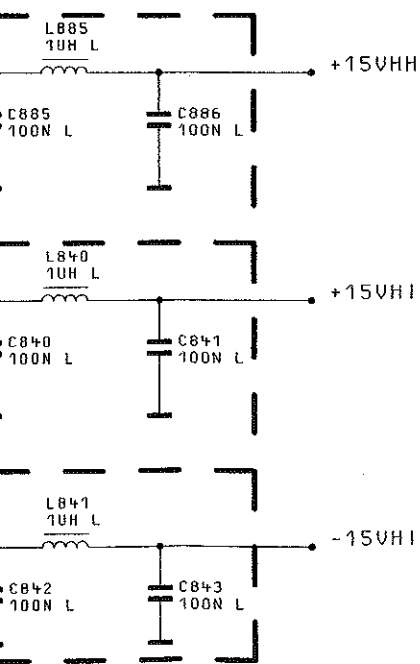 L885
1UH L
+15VHH
C885
100N L
C886
100N L
L840
1UH L
+15VHI
C840
100N L
C841
100N L
L841
1UH L
-15VHI
C842
100N L
C843
100N L